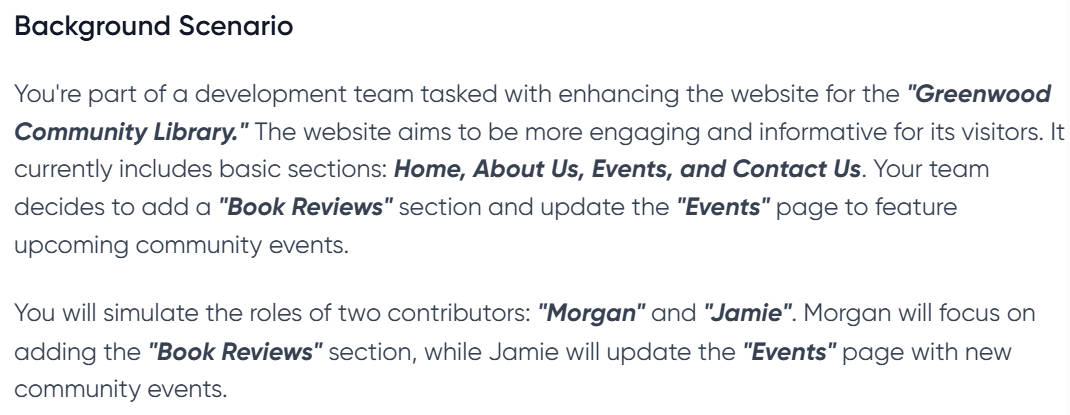 Background Scenario
You're part of a development team tasked with enhancing the website for the "Greenwood
Community Library." The website aims to be more engaging and informative for its visitors. It
currently includes basic sections: Home, About Us, Events, and Contact Us. Your team
decides to add a "Book Reviews" section and update the "Events" page to feature
upcoming community events.
You will simulate the roles of two contributors: "Morgan" and "Jamie". Morgan will focus on
adding the "Book Reviews" section, while Jamie will update the "Events" page with new
community events.